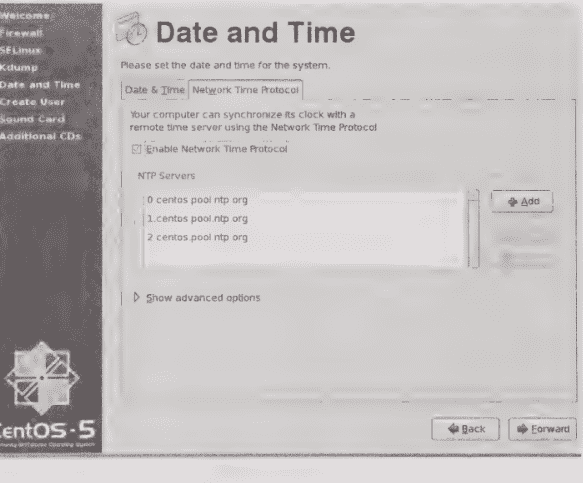 Welcome
Firewall
SELinux
Kdump
Date and Time
Create User
Sound Card
Additional CDs
Date and Time
Please set the date and time for the system.
Date & Time
Network Time Protocol
Your computer can synchronize its clock with a
remote time server using the Network Time Protocol
Enable Network Time Protocol
NTP Servers
0 centos pool ntp org
1.centos pool.ntp org
2 centos pool ntp org
Add
Show advanced options
CentOS-5
Back
Forward